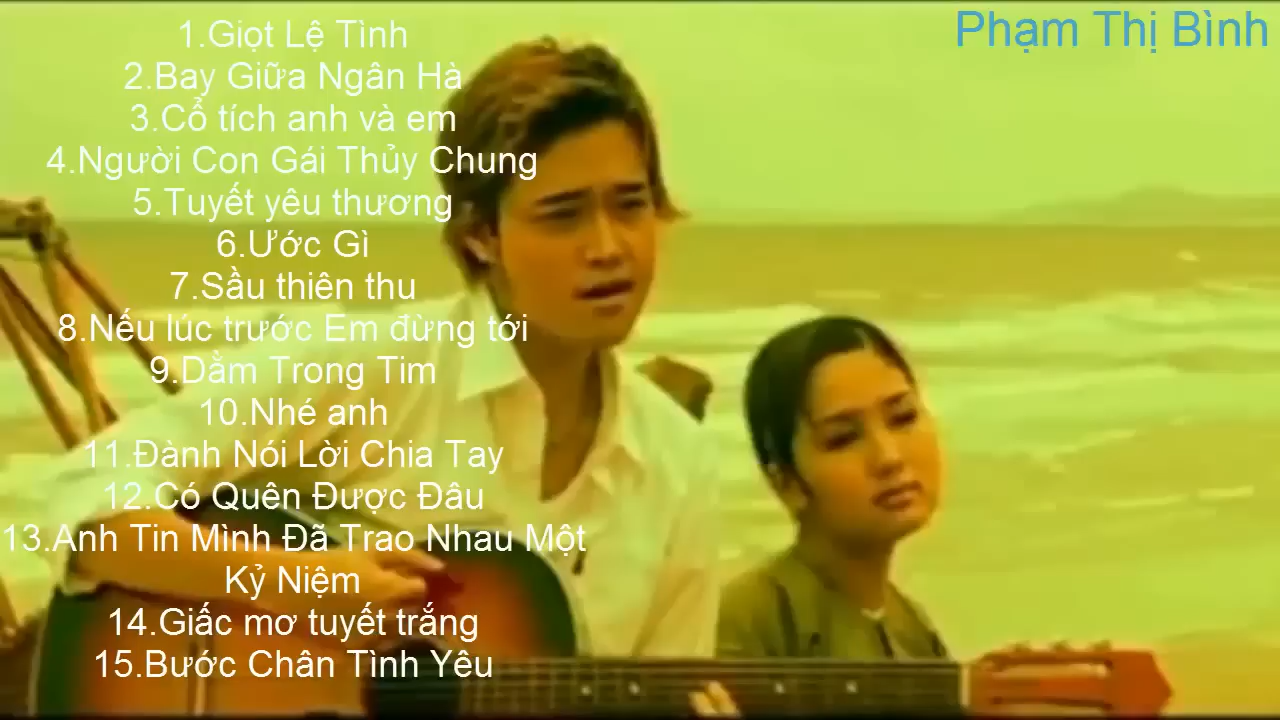 Phạm Thị Bình
1.Giọt Lệ Tình
2.Bay Giữa Ngân Hà
3.Cổ tích anh và em
4.Người Con Gái Thủy Chung
5.Tuyết yêu thương
6.Ước Gì
7.Sầu thiên thu
8.Nếu lúc trước Em đừng tới
9.Dằm Trong Tim
10.Nhé anh
11.Đành Nói Lời Chia Tay
12.Có Quên Được Đâu
13.Anh Tin Mình Đã Trao Nhau Một
Kỷ Niệm
14.Giấc mơ tuyết trắng
15.Bước Chân Tình Yêu